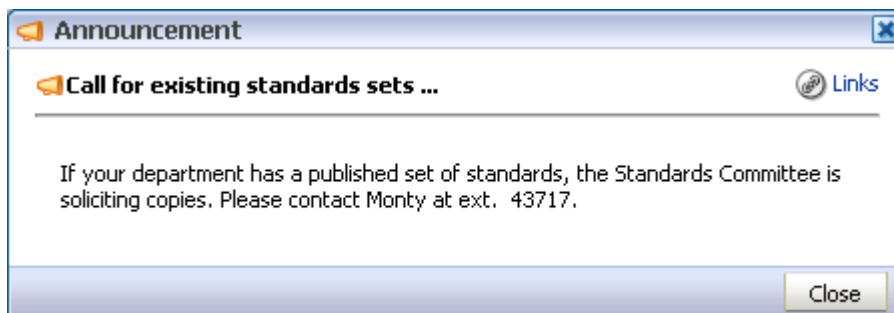 Announcement
Call for existing standards sets ...
Links
If your department has a published set of standards, the Standards Committee is
soliciting copies. Please contact Monty at ext.  43717.
Close